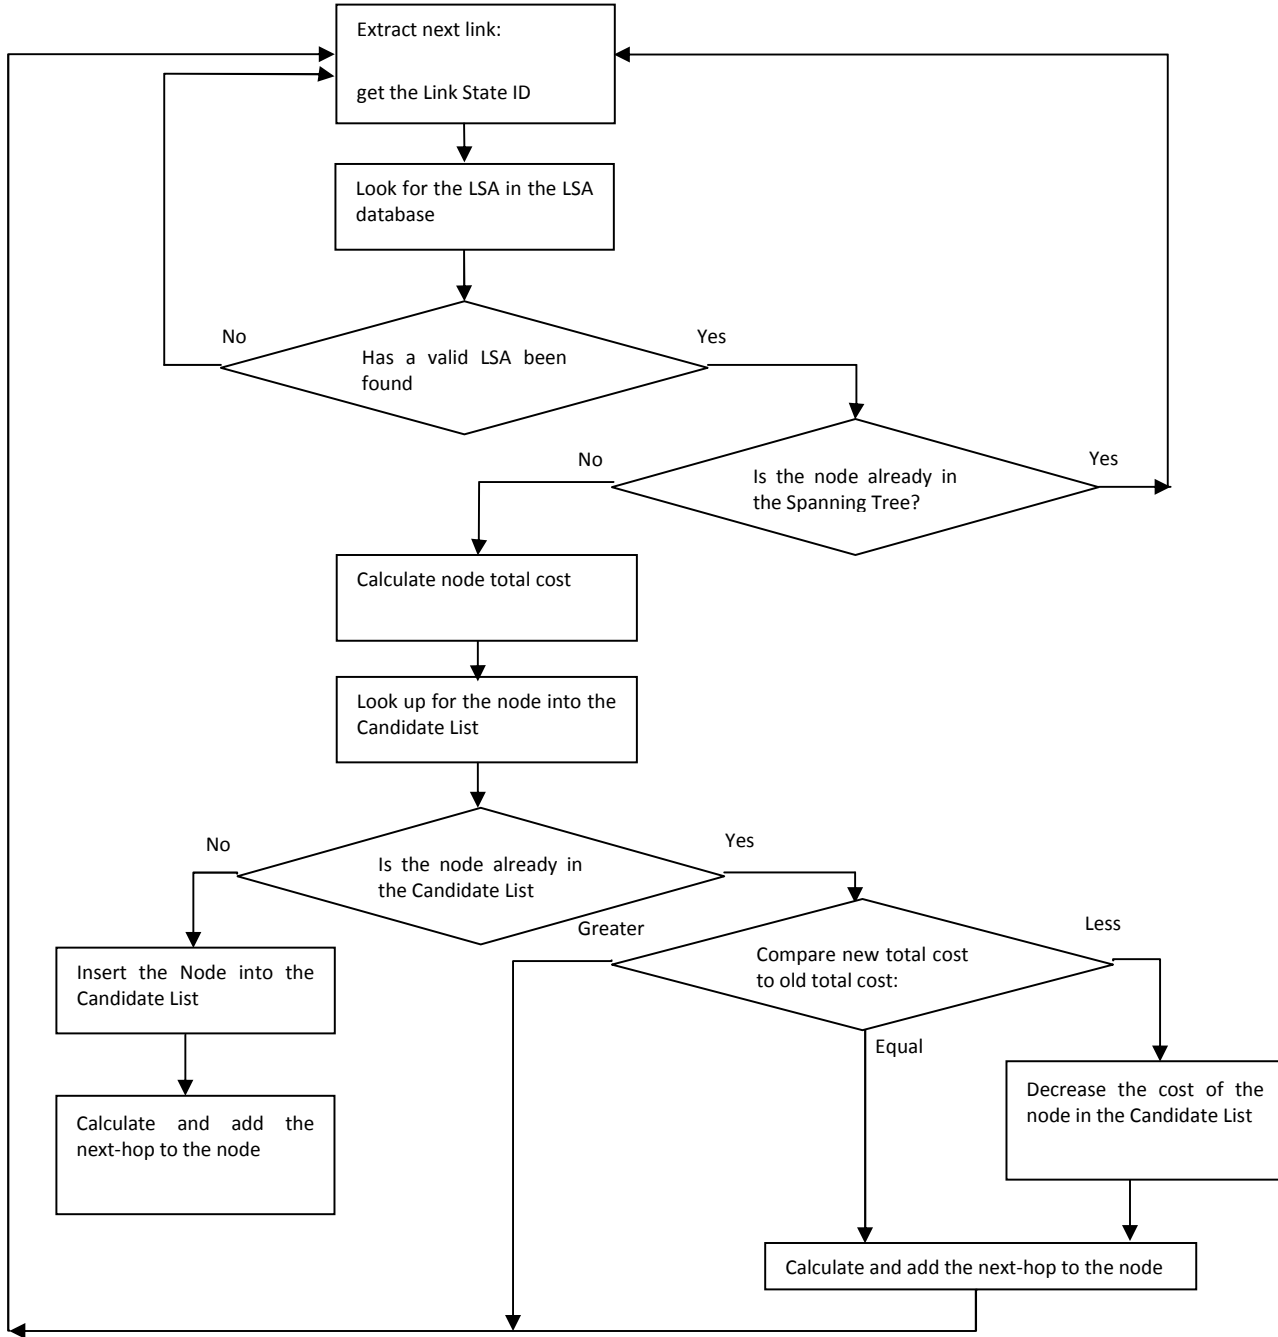 Extract next link:
get the Link State ID
Look for the LSA in the LSA
database
No
Yes
Has a valid LSA been
found
No
Yes
Is the node already in
the Spanning Tree?
Calculate node total cost
Look up for the node into the
Candidate List
No
Yes
Is the node already in
the Candidate List
Greater
Less
Compare new total cost
to old total cost:
Insert the Node into the
Candidate List
Equal
Decrease the cost of the
node in the Candidate List
Calculate and add the
next-hop to the node
Calculate and add the next-hop to the node